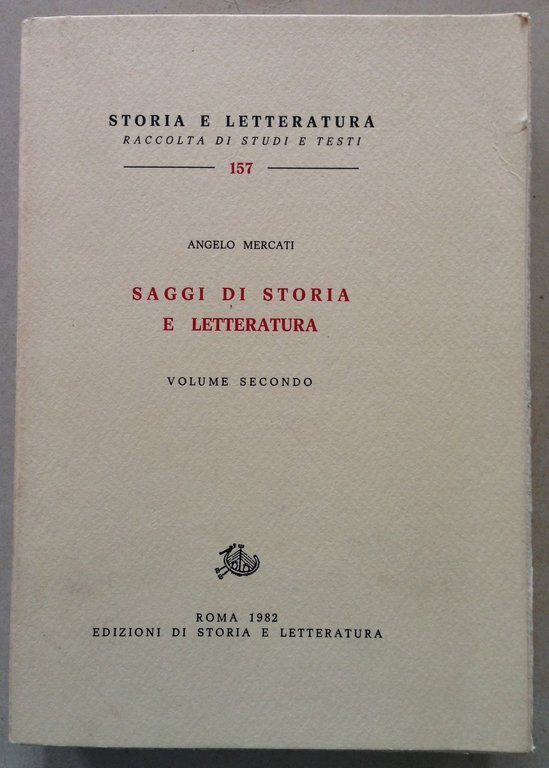 STORIA E LETTERATURA
RACCOLTA DI STUDI E TESTI
157
ANGELO MERCATI
SAGGI DI STORIA
E LETTERATURA
VOLUME SECONDO
ROMA 1982
EDIZIONI DI STORIA E LETTERATURA